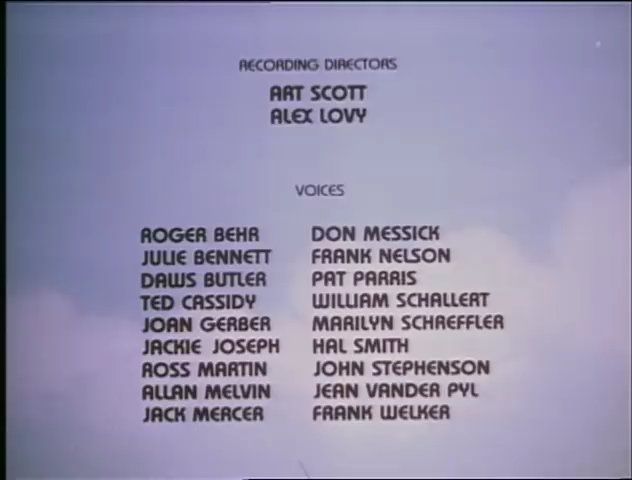 RECORDING DIRECTORS
ART SCOTT
ALEX LOVY
VOICES
ROGER BEHR DON MESSICK
JULIE BENNETT FRANK NELSON
DAWS BUTLER PAT PARRIS
TED CASSIDY WILLIAM SCHALLERT
JOAN GERBER MARILYN SCHREFFLER
JACKIE JOSEPH HAL SMITH
ROSS MARTIN JOHN STEPHENSON
ALLAN MELVIN JEAN VANDER PYL
JACK MERCER FRANK WELKER